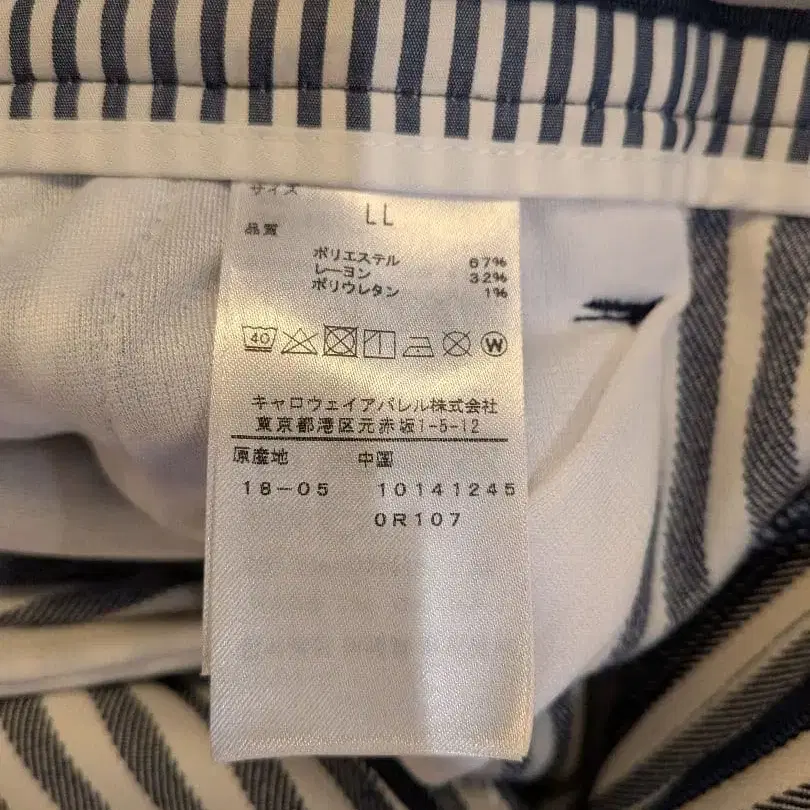 サイズ
LL
品質
ポリエステル 67%
レーヨン 32%
ポリウレタン 1%
40 W
キャロウェイアパレル株式会社
東京都港区元赤坂1-5-12
原産地 中国
18-05 10141245
0R107